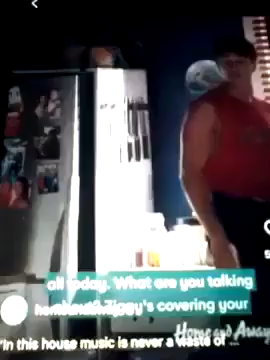 all today. What are you talking
Ziggy's covering your
Home and Away
"In this house music is never a waste of ...